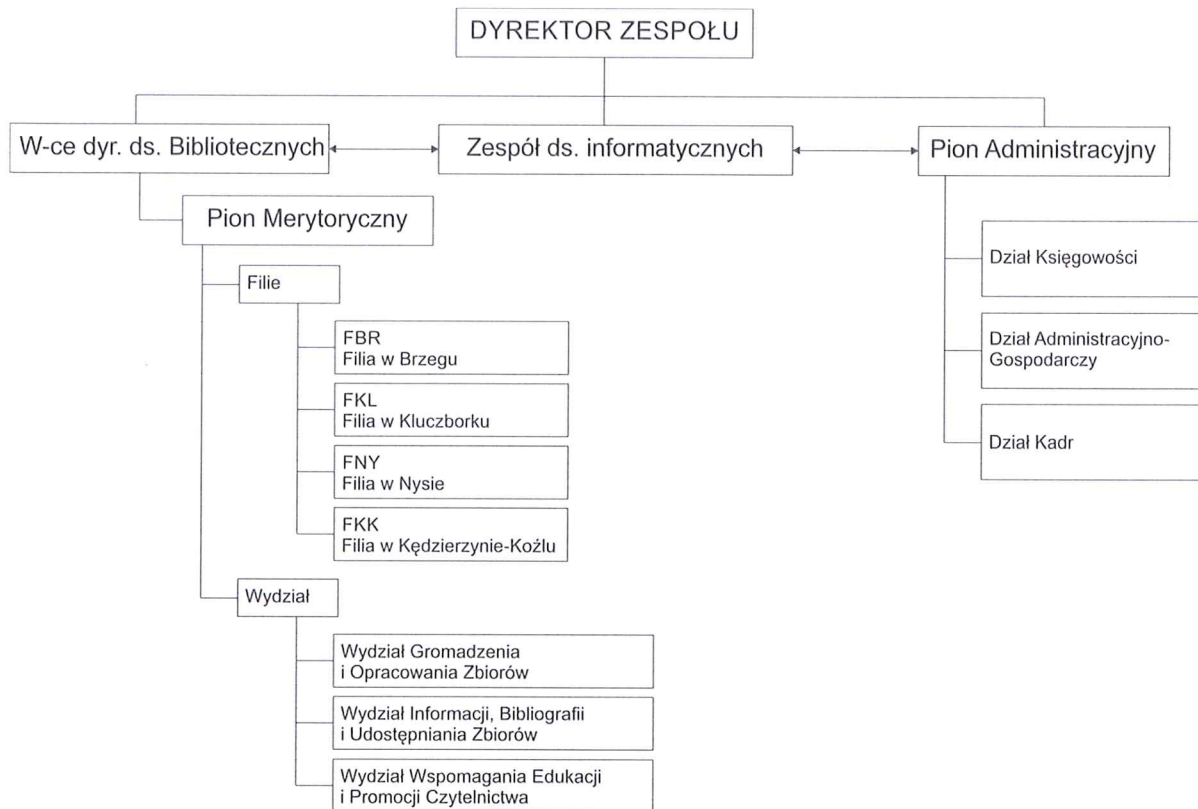 DYREKTOR ZESPOŁU
W-ce dyr. ds. Bibliotecznych
Zespół ds. informatycznych
Pion Administracyjny
Pion Merytoryczny
Filie
FBR
Filia w Brzegu
FKL
Filia w Kluczborku
FNY
Filia w Nysie
FKK
Filia w Kędzierzynie-Koźlu
Wydział
Wydział Gromadzenia
i Opracowania Zbiorów
Wydział Informacji, Bibliografii
i Udostępniania Zbiorów
Wydział Wspomagania Edukacji
i Promocji Czytelnictwa
Dział Księgowości
Dział Administracyjno-
Gospodarczy
Dział Kadr